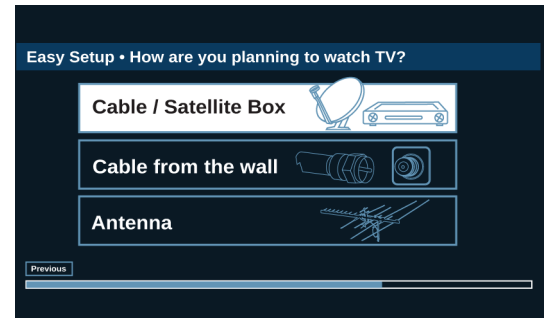 Easy Setup • How are you planning to watch TV?
Cable / Satellite Box
Cable from the wall
Antenna
Previous